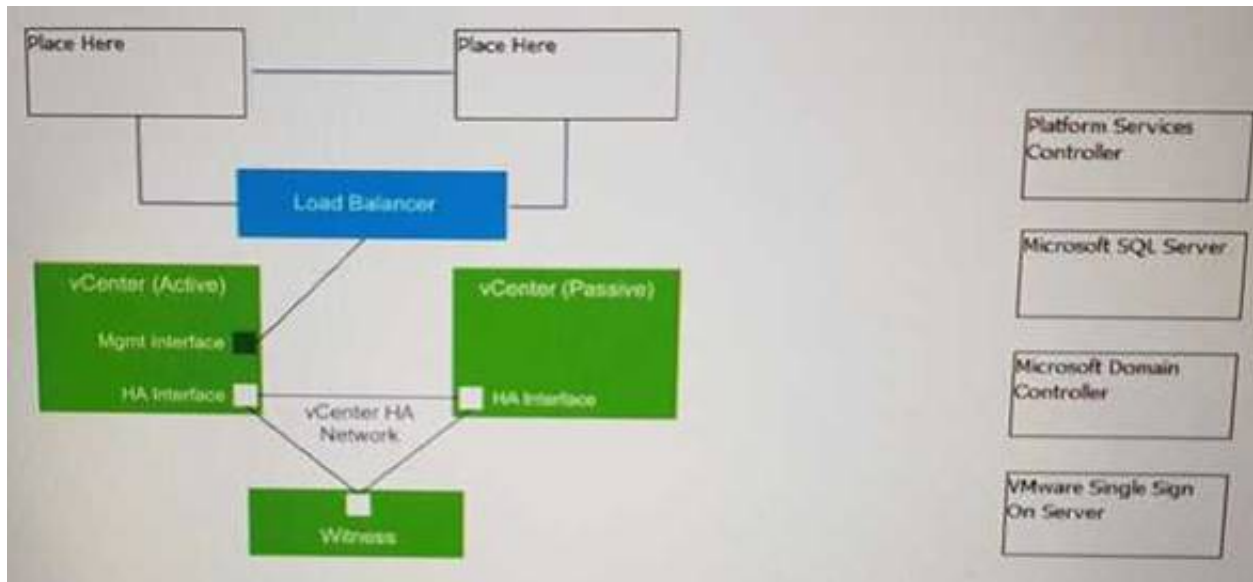 Place Here
Place Here
Platform Services
Controller
Load Balancer
Microsoft SQL Server
vCenter (Active)
vCenter (Passive)
Mgmt Interface
Microsoft Domain
Controller
HA Interface
HA Interface
vCenter HA
Network
VMware Single Sign
On Server
Witness